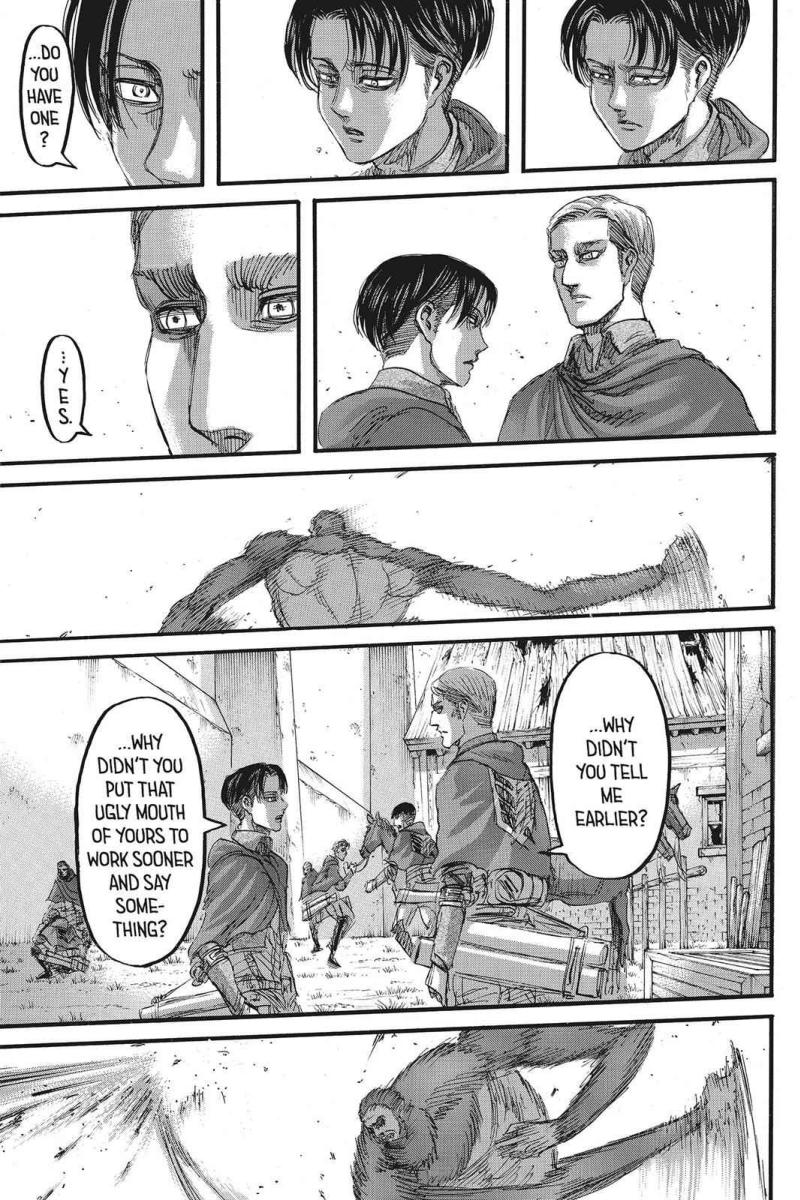 ...DO
YOU
HAVE
ONE
?
...YES.
...WHY
DIDN'T
YOU TELL
ME
EARLIER?
...WHY
DIDN'T YOU
PUT THAT
UGLY MOUTH
OF YOURS TO
WORK SOONER
AND SAY
SOME-
THING?